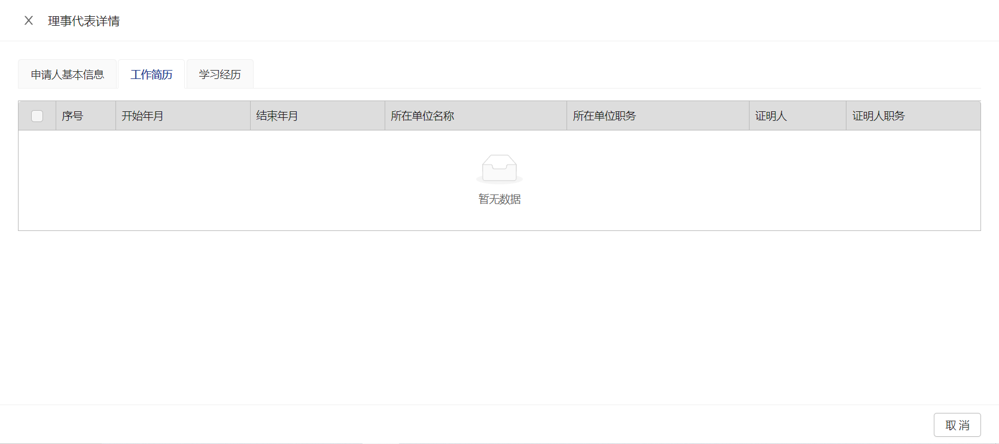 理事代表详情
申请人基本信息 工作简历 学习经历
序号 开始年月 结束年月 所在单位名称 所在单位职务 证明人 证明人职务
暂无数据
取 消